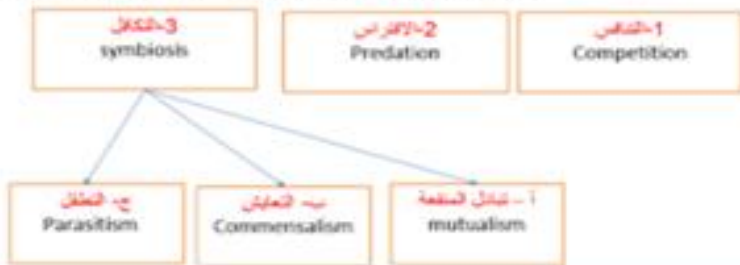 1-التنافس
Competition
2-الافتراس
Predation
3-التكافل
symbiosis
أ – تبادل المنفعة
mutualism
ب- التعايش
Commensalism
ج- التطفل
Parasitism